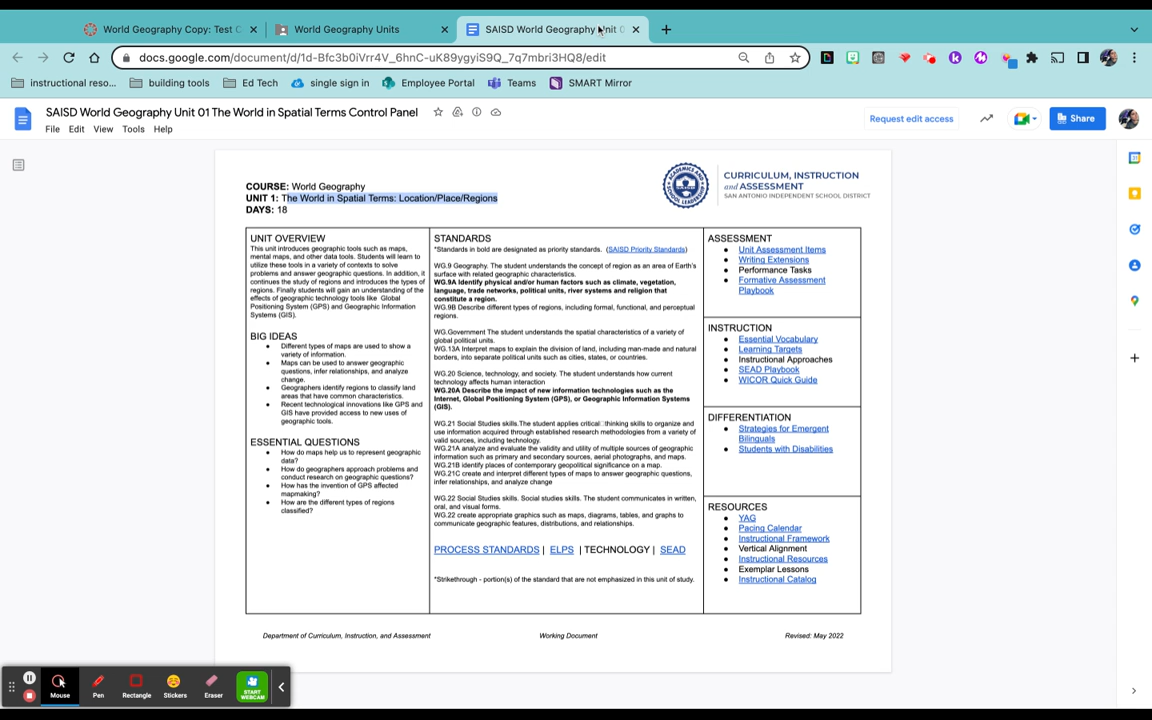 World Geography Copy: Test C
World Geography Units
SAISD World Geography Unit 0
docs.google.com/document/d/1d-Bfc3b0iVrr4V_6hnC-uK89ygyiS9Q_7q7mbri3HQ8/edit
instructional reso...
building tools
Ed Tech
single sign in
Employee Portal
Teams
SMART Mirror
SAISD World Geography Unit 01 The World in Spatial Terms Control Panel
File Edit View Tools Help
Request edit access
Share
COURSE: World Geography
UNIT 1: The World in Spatial Terms: Location/Place/Regions
DAYS: 18
CURRICULUM, INSTRUCTION
and ASSESSMENT
SAN ANTONIO INDEPENDENT SCHOOL DISTRICT
UNIT OVERVIEW
This unit introduces geographic tools such as maps,
mental maps, and other data tools. Students will learn to
utilize these tools in a variety of contexts to solve
problems and answer geographic questions. In addition, it
continues the study of regions and introduces the types of
regions. Finally students will gain an understanding of the
effects of geographic technology tools like Global
Positioning System (GPS) and Geographic Information
Systems (GIS).
BIG IDEAS
Different types of maps are used to show a
variety of information.
Maps can be used to answer geographic
questions, infer relationships, and analyze
change.
Geographers identify regions to classify land
areas that have common characteristics.
Recent technological innovations like GPS and
GIS have provided access to new uses of
geographic tools.
ESSENTIAL QUESTIONS
How do maps help us to represent geographic
data?
How do geographers approach problems and
conduct research on geographic questions?
How has the invention of GPS affected
mapmaking?
How are the different types of regions
classified?
STANDARDS
*Standards in bold are designated as priority standards. (SAISD Priority Standards)
WG.9 Geography. The student understands the concept of region as an area of Earth's
surface with related geographic characteristics.
WG.9A Identify physical and/or human factors such as climate, vegetation,
language, trade networks, political units, river systems and religion that
constitute a region.
WG.9B Describe different types of regions, including formal, functional, and perceptual
regions.
WG.Government The student understands the spatial characteristics of a variety of
global political units.
WG.13A Interpret maps to explain the division of land, including man-made and natural
borders, into separate political units such as cities, states, or countries.
WG.20 Science, technology, and society. The student understands how current
technology affects human interaction
WG.20A Describe the impact of new information technologies such as the
Internet, Global Positioning System (GPS), or Geographic Information Systems
(GIS).
WG.21 Social Studies skills.The student applies critical thinking skills to organize and
use information acquired through established research methodologies from a variety of
valid sources, including technology.
WG.21A analyze and evaluate the validity and utility of multiple sources of geographic
information such as primary and secondary sources, aerial photographs, and maps.
WG.21B identify places of contemporary geopolitical significance on a map.
WG.21C create and interpret different types of maps to answer geographic questions,
infer relationships, and analyze change
WG.22 Social Studies skills. Social studies skills. The student communicates in written,
oral, and visual forms.
WG.22 create appropriate graphics such as maps, diagrams, tables, and graphs to
communicate geographic features, distributions, and relationships.
PROCESS STANDARDS | ELPS | TECHNOLOGY | SEAD
*Strikethrough - portion(s) of the standard that are not emphasized in this unit of study.
ASSESSMENT
Unit Assessment Items
Writing Extensions
Performance Tasks
Formative Assessment
Playbook
INSTRUCTION
Essential Vocabulary
Learning Targets
Instructional Approaches
SEAD Playbook
WICOR Quick Guide
DIFFERENTIATION
Strategies for Emergent
Bilinguals
Students with Disabilities
RESOURCES
YAG
Pacing Calendar
Instructional Framework
Vertical Alignment
Instructional Resources
Exemplar Lessons
Instructional Catalog
Department of Curriculum, Instruction, and Assessment
Working Document
Revised: May 2022
Mouse
Pen
Rectangle
Stickers
Eraser
START
WEBCAM